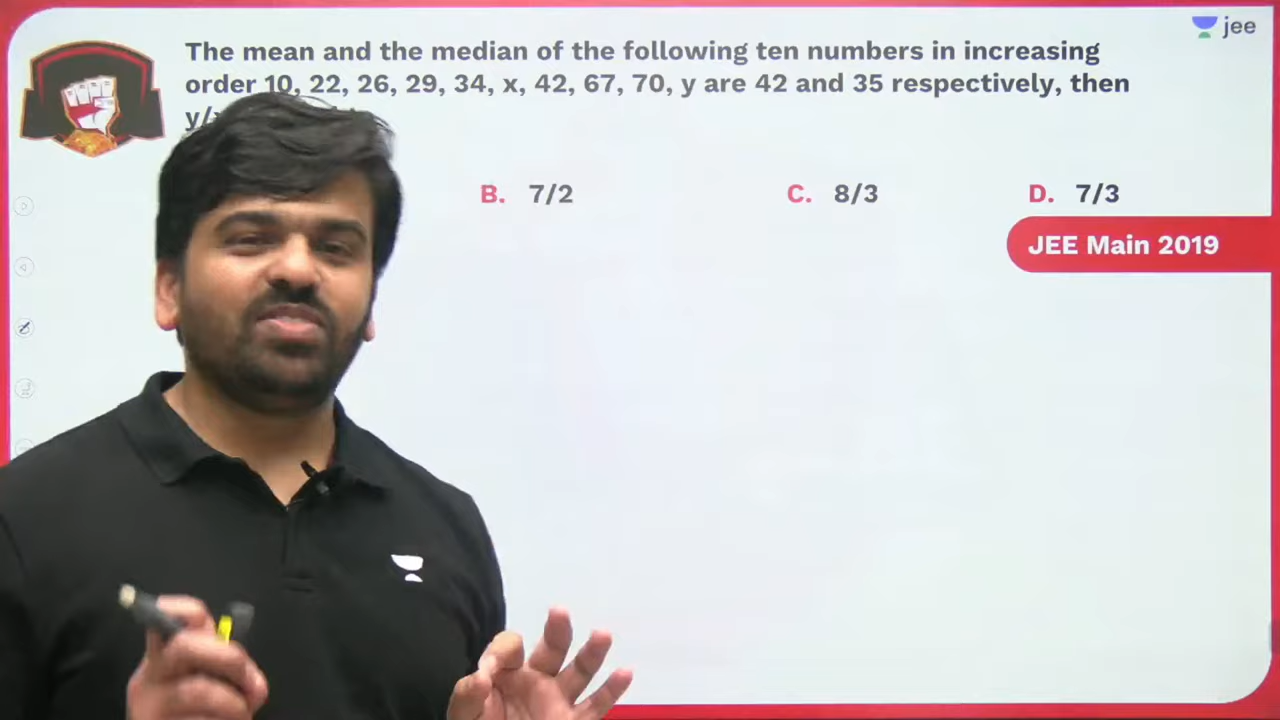 jee
The mean and the median of the following ten numbers in increasing
order 10, 22, 26, 29, 34, x, 42, 67, 70, y are 42 and 35 respectively, then
B. 7/2 C. 8/3 D. 7/3
JEE Main 2019